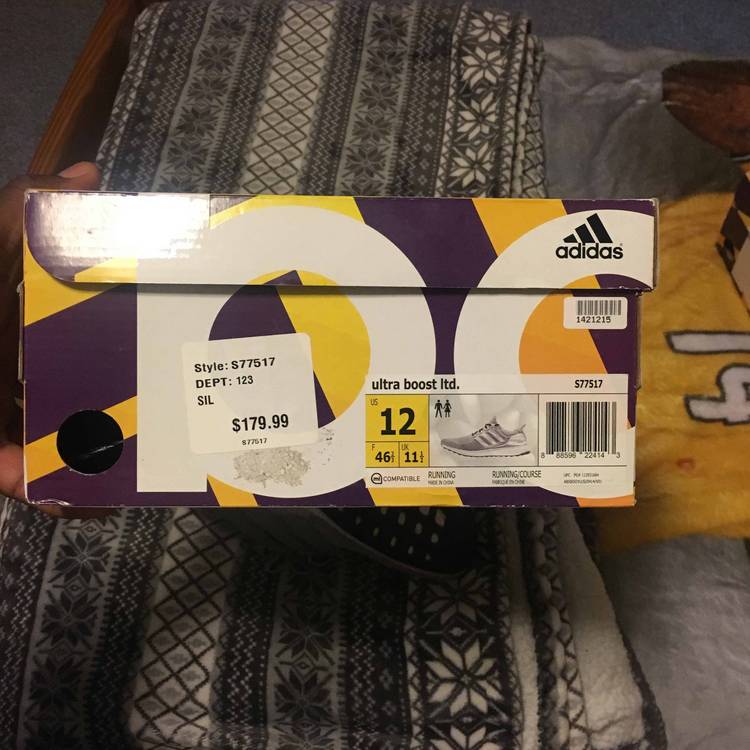 adidas
1421215
Style: S77517
DEPT: 123
SIL
$179.99
S77517
ultra boost ltd.
S77517
US
12
F
46⅔
UK
11½
mi COMPATIBLE
RUNNING
MADE IN CHINA
RUNNING/COURSE
FABRIQUÉ EN CHINE
8 88596 22414 3